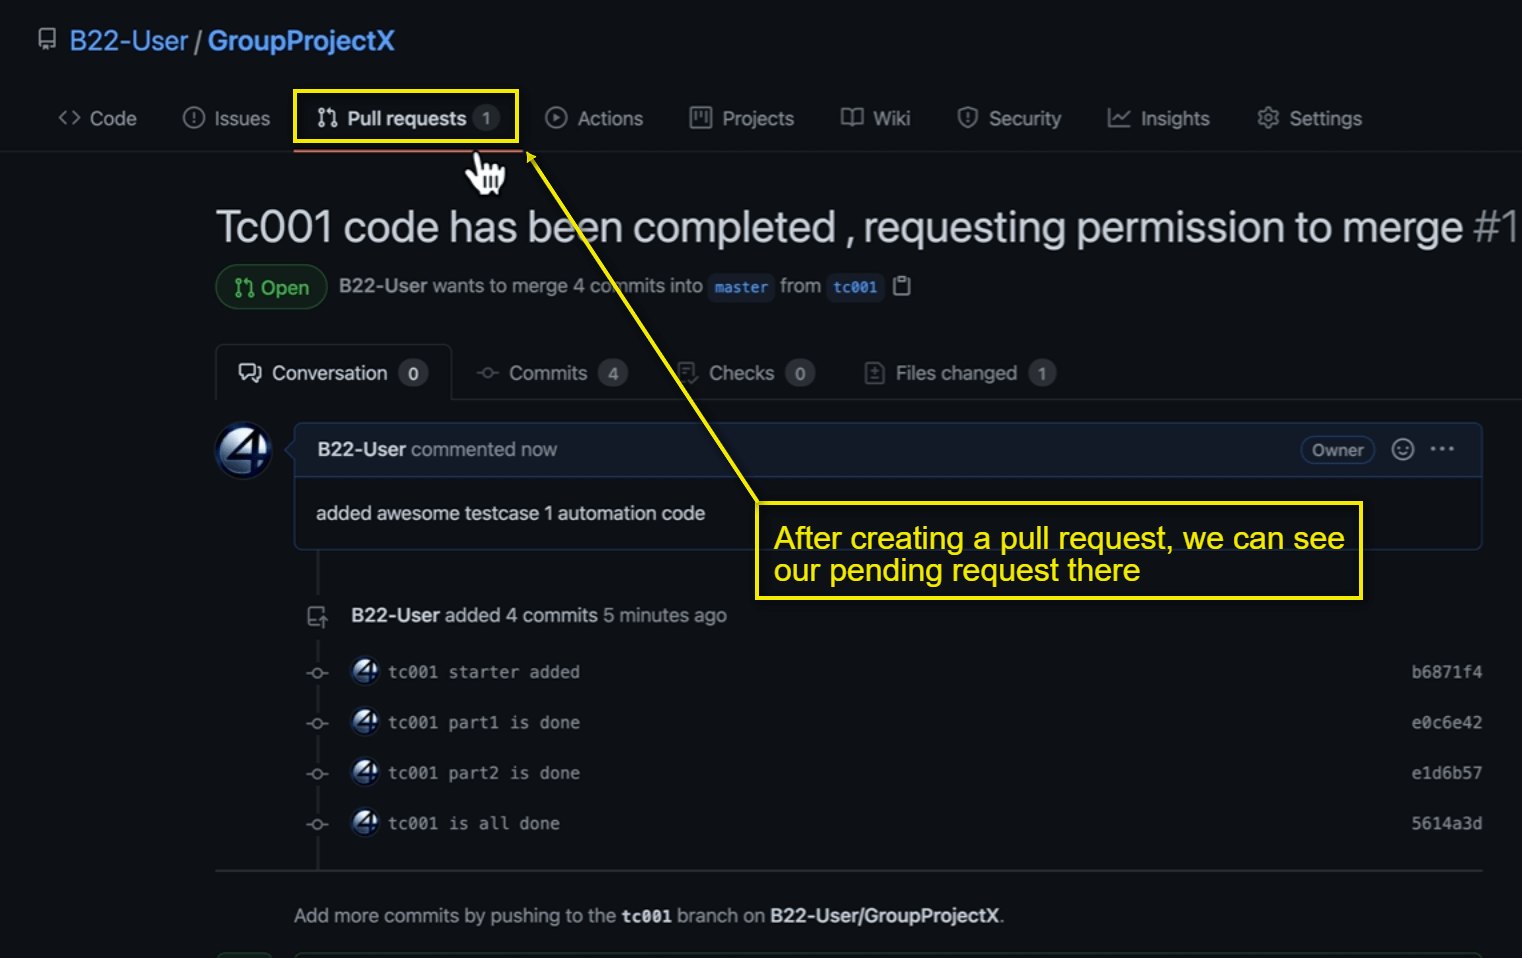 B22-User / GroupProjectX
Code Issues Pull requests 1 Actions Projects Wiki Security Insights Settings
Tc001 code has been completed , requesting permission to merge #1
Open B22-User wants to merge 4 commits into master from tc001
Conversation 0 Commits 4 Checks 0 Files changed 1
B22-User commented now Owner
added awesome testcase 1 automation code
After creating a pull request, we can see
our pending request there
B22-User added 4 commits 5 minutes ago
tc001 starter added b6871f4
tc001 part1 is done e0c6e42
tc001 part2 is done e1d6b57
tc001 is all done 5614a3d
Add more commits by pushing to the tc001 branch on B22-User/GroupProjectX.